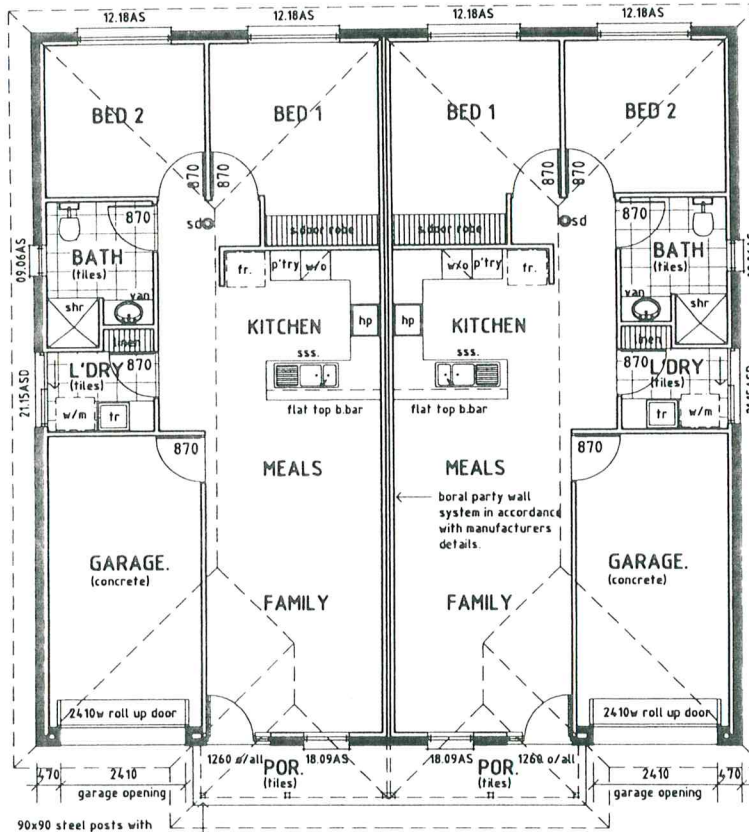 12.18AS 12.18AS 12.18AS 12.18AS
BED 2 BED 1 BED 1 BED 2
870 870 870 870
870 sd sd 870
s.door robe s.door robe
BATH BATH
(tiles) (tiles)
09.06AS
fr. p'try w/o w/o p'try fr.
van van
shr shr
KITCHEN hp hp KITCHEN
linen linen
sss. sss.
L'DRY 870 870 L'DRY
(tiles) (tiles)
21.15ASD
w/m tr tr w/m
flat top b.bar flat top b.bar
870 870
MEALS MEALS
boral party wall
system in accordance
with manufacturers
details.
GARAGE. GARAGE.
(concrete) (concrete)
FAMILY FAMILY
2410w roll up door 2410w roll up door
1260 o/all 18.09AS 18.09AS 1260 o/all
POR. POR.
(tiles) (tiles)
470 2410 2410 470
garage opening garage opening
90x90 steel posts with